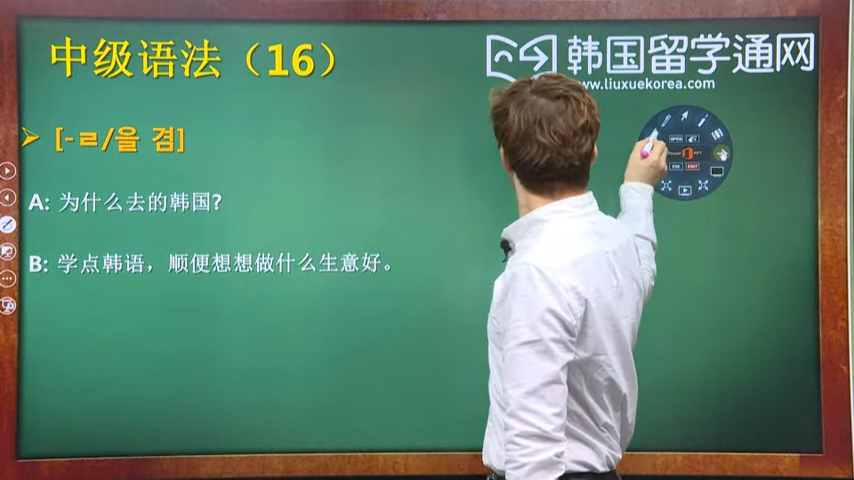 中级语法（16）
韩国留学通网
www.liuxuekorea.com
[-ㄹ/을 겸]
A: 为什么去的韩国?
B: 学点韩语，顺便想想做什么生意好。